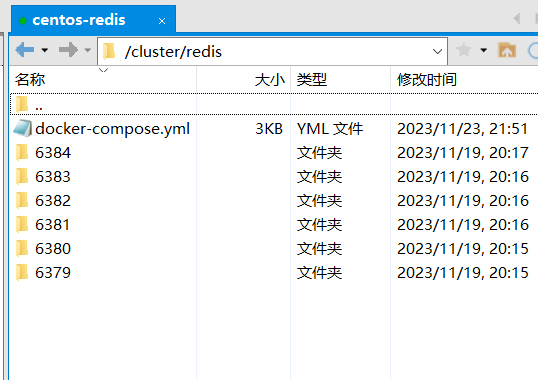 centos-redis ×
/cluster/redis
名称 大小 类型 修改时间
..
docker-compose.yml 3KB YML 文件 2023/11/23, 21:51
6384 文件夹 2023/11/19, 20:17
6383 文件夹 2023/11/19, 20:16
6382 文件夹 2023/11/19, 20:16
6381 文件夹 2023/11/19, 20:16
6380 文件夹 2023/11/19, 20:15
6379 文件夹 2023/11/19, 20:15